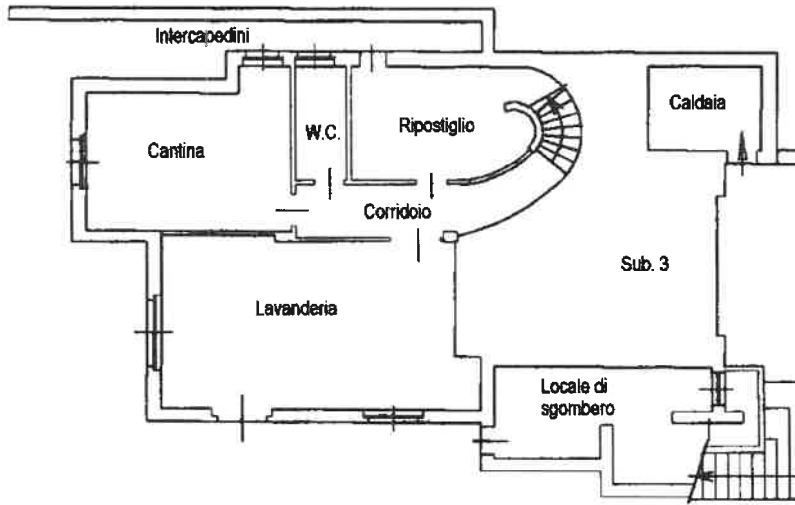 Intercapedini
Caldaia
W.C.
Ripostiglio
Cantina
Corridoio
Sub. 3
Lavanderia
Locale di
sgombero